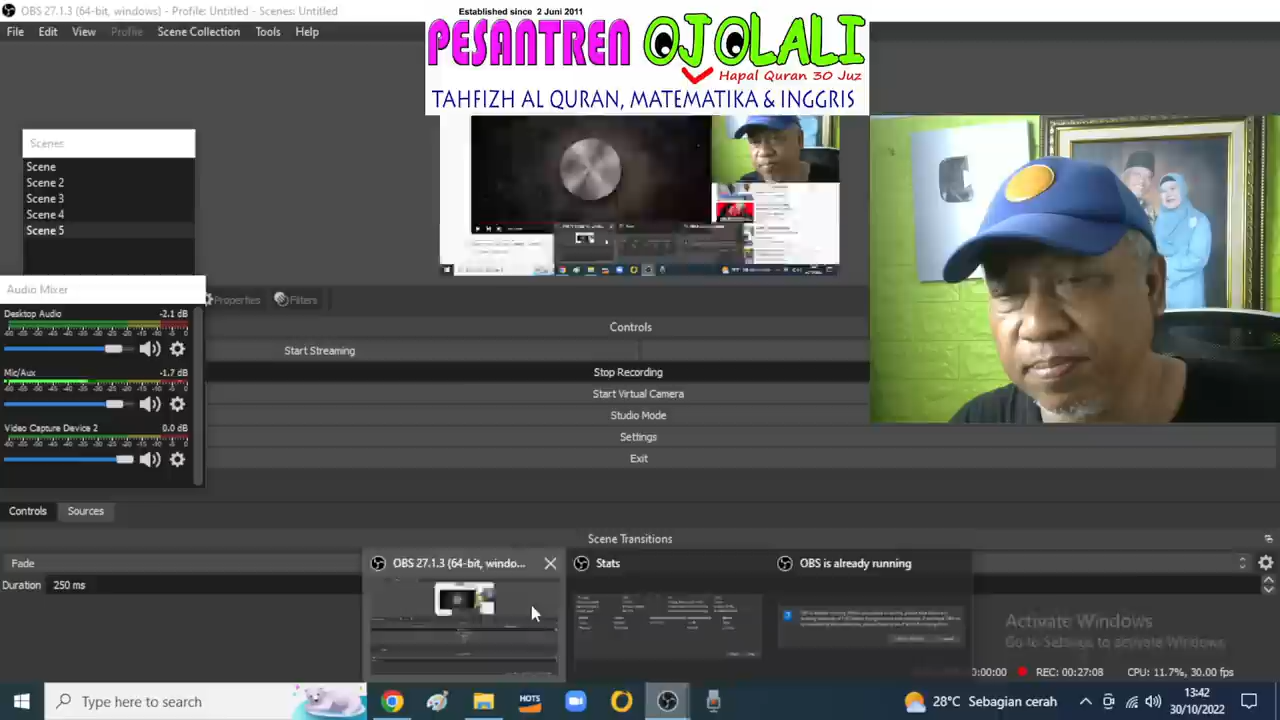 OBS 27.1.3 (64-bit, windows) - Profile: Untitled - Scenes: Untitled
Established since 2 Juni 2011
File Edit View Profile Scene Collection Tools Help
PESANTREN OJOLALI
Hapal Quran 30 Juz
TAHFIZH AL QURAN, MATEMATIKA & INGGRIS
Scenes
Scene
Scene 2
Scene 3
Scene 4
Scene 5
Audio Mixer
Properties Filters
Desktop Audio -2.1 dB
Mic/Aux -1.7 dB
Video Capture Device 2 0.0 dB
Controls
Start Streaming
Stop Recording
Start Virtual Camera
Studio Mode
Settings
Exit
Controls Sources
Scene Transitions
Fade
Duration 250 ms
OBS 27.1.3 (64-bit, windo... Stats OBS is already running
Activate Windows
Go to Settings to activate Windows.
REC: 00:27:08 CPU: 11.7%, 30.00 fps
Type here to search
HOTS
28°C Sebagian cerah
13:42
30/10/2022